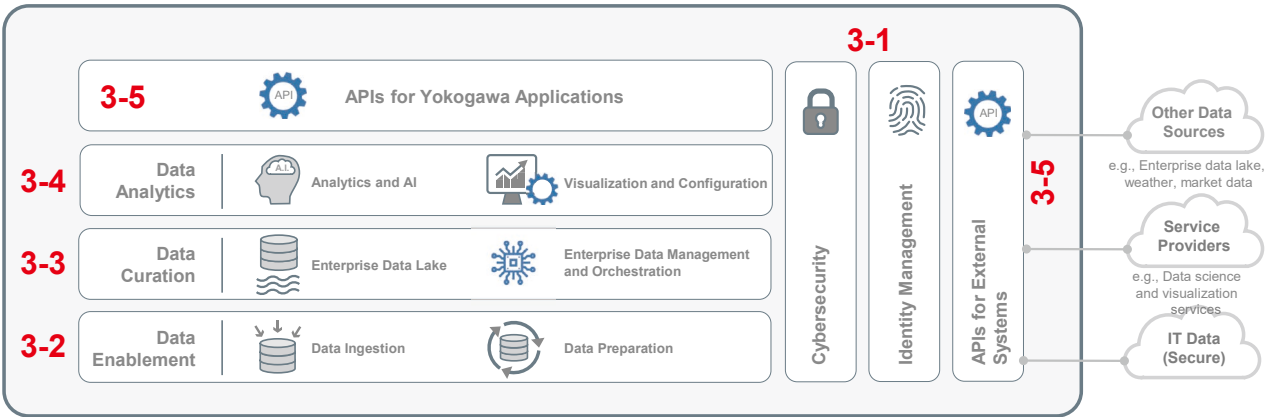 3-1
3-5
API
APIs for Yokogawa Applications
3-4
Data
Analytics
A.I.
Analytics and AI
Visualization and Configuration
3-3
Data
Curation
Enterprise Data Lake
Enterprise Data Management
and Orchestration
3-2
Data
Enablement
Data Ingestion
Data Preparation
Cybersecurity
Identity Management
API
APIs for External
Systems
3-5
Other Data
Sources
e.g., Enterprise data lake,
weather, market data
Service
Providers
e.g., Data science
and visualization
services
IT Data
(Secure)